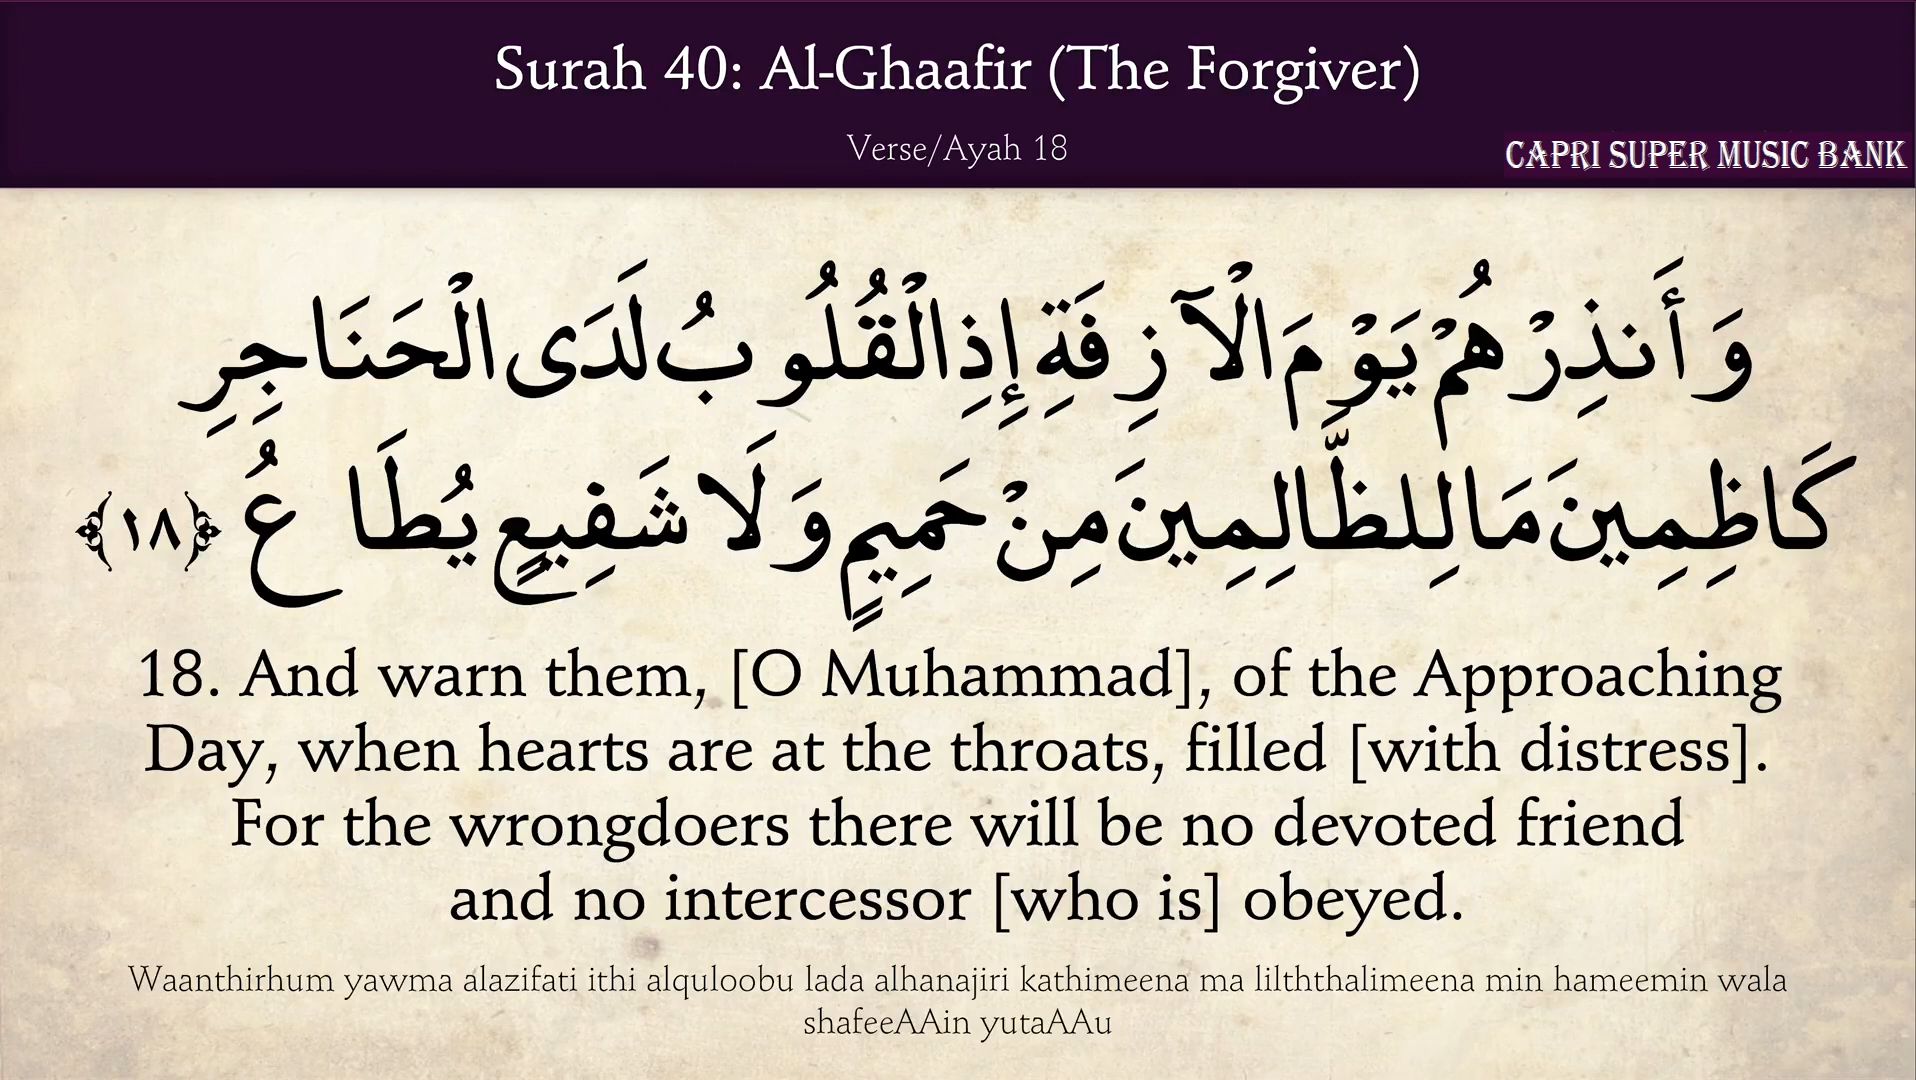 Surah 40: Al-Ghaafir (The Forgiver)
Verse/Ayah 18
CAPRI SUPER MUSIC BANK
وَأَنذِرْهُمْ يَوْمَ الْآزِفَةِ إِذِ الْقُلُوبُ لَدَى الْحَنَاجِرِ
كَاظِمِينَ مَا لِلظَّالِمِينَ مِنْ حَمِيمٍ وَلَا شَفِيعٍ يُطَاعُ ﴿١٨﴾
18. And warn them, [O Muhammad], of the Approaching
Day, when hearts are at the throats, filled [with distress].
For the wrongdoers there will be no devoted friend
and no intercessor [who is] obeyed.
Waanthirhum yawma alazifati ithi alquloobu lada alhanajiri kathimeena ma lilththalimeena min hameemin wala
shafeeAAin yutaAAu